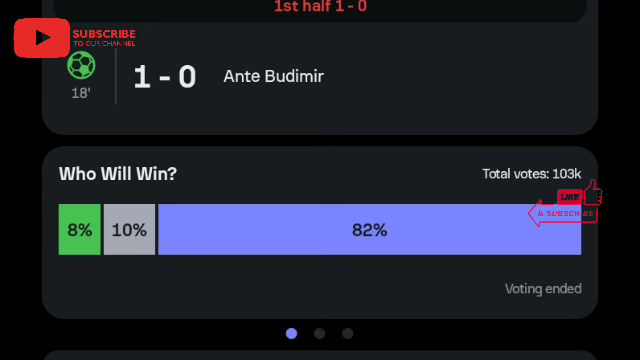 1st half 1 - 0
SUBSCRIBE
TO OUR CHANNEL
1 - 0 Ante Budimir
18'
Who Will Win? Total votes: 103k
LIKE
& SUBSCRIBE
8% 10% 82%
Voting ended